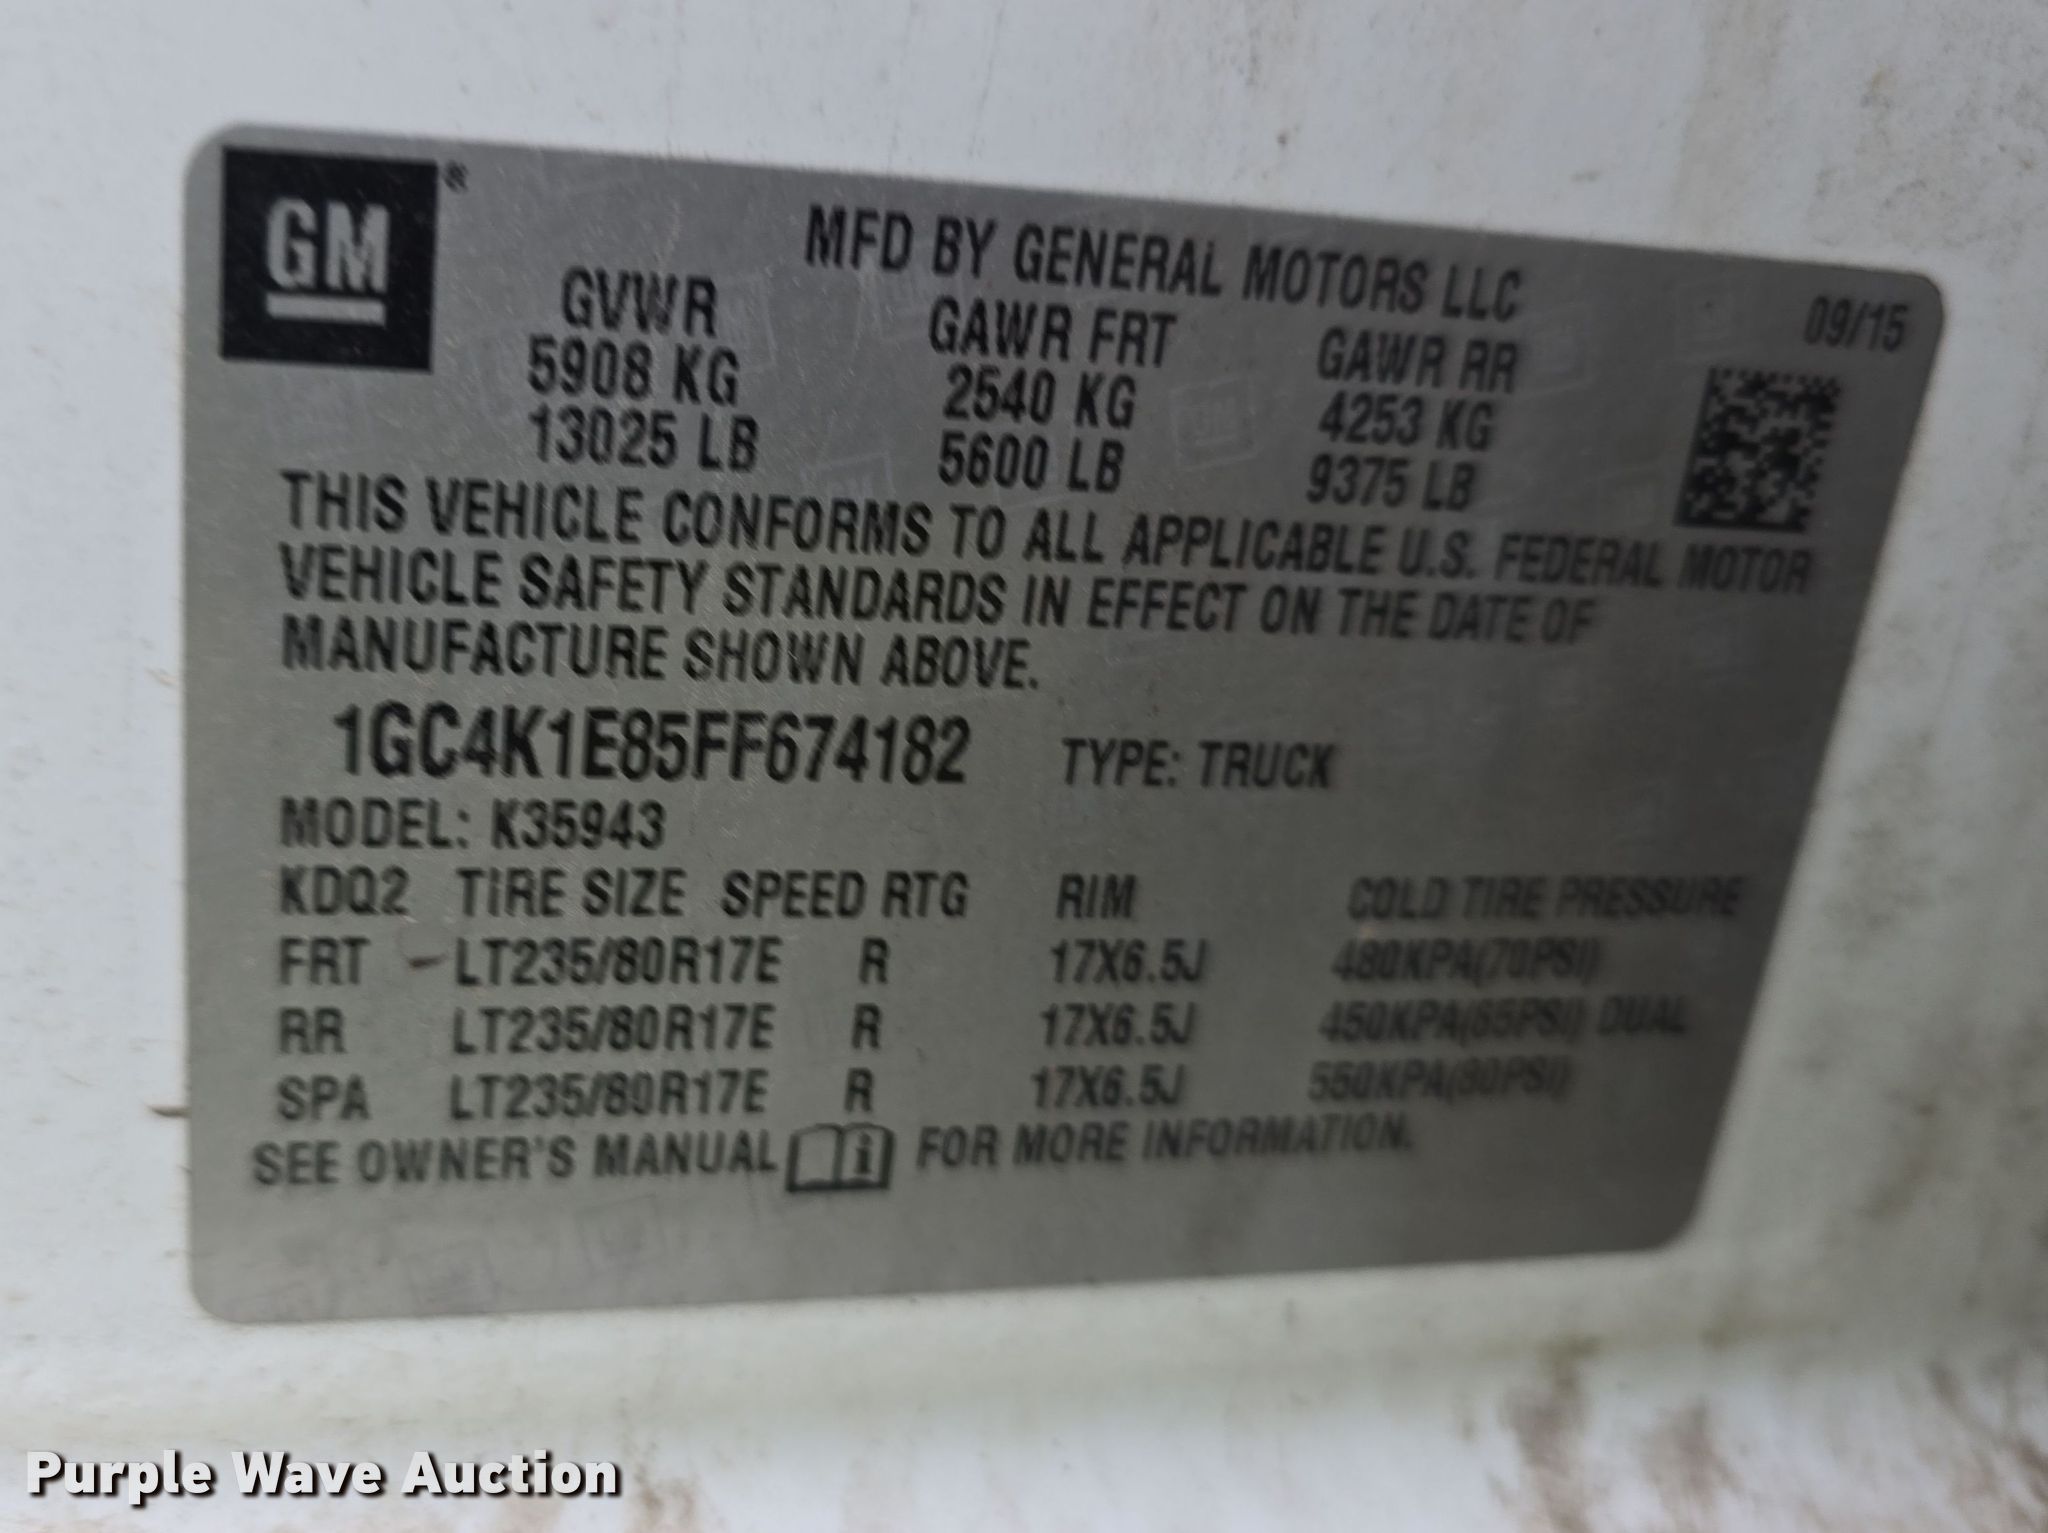 GM®
MFD BY GENERAL MOTORS LLC
09/15
GVWR GAWR FRT GAWR RR
5908 KG 2540 KG 4253 KG
13025 LB 5600 LB 9375 LB
THIS VEHICLE CONFORMS TO ALL APPLICABLE U.S. FEDERAL MOTOR
VEHICLE SAFETY STANDARDS IN EFFECT ON THE DATE OF
MANUFACTURE SHOWN ABOVE.
1GC4K1E85FF674182 TYPE: TRUCK
MODEL: K35943
KDQ2 TIRE SIZE SPEED RTG RIM COLD TIRE PRESSURE
FRT LT235/80R17E R 17X6.5J 480KPA(70PSI)
RR LT235/80R17E R 17X6.5J 450KPA(65PSI) DUAL
SPA LT235/80R17E R 17X6.5J 550KPA(80PSI)
SEE OWNER'S MANUAL i FOR MORE INFORMATION.
Purple Wave Auction